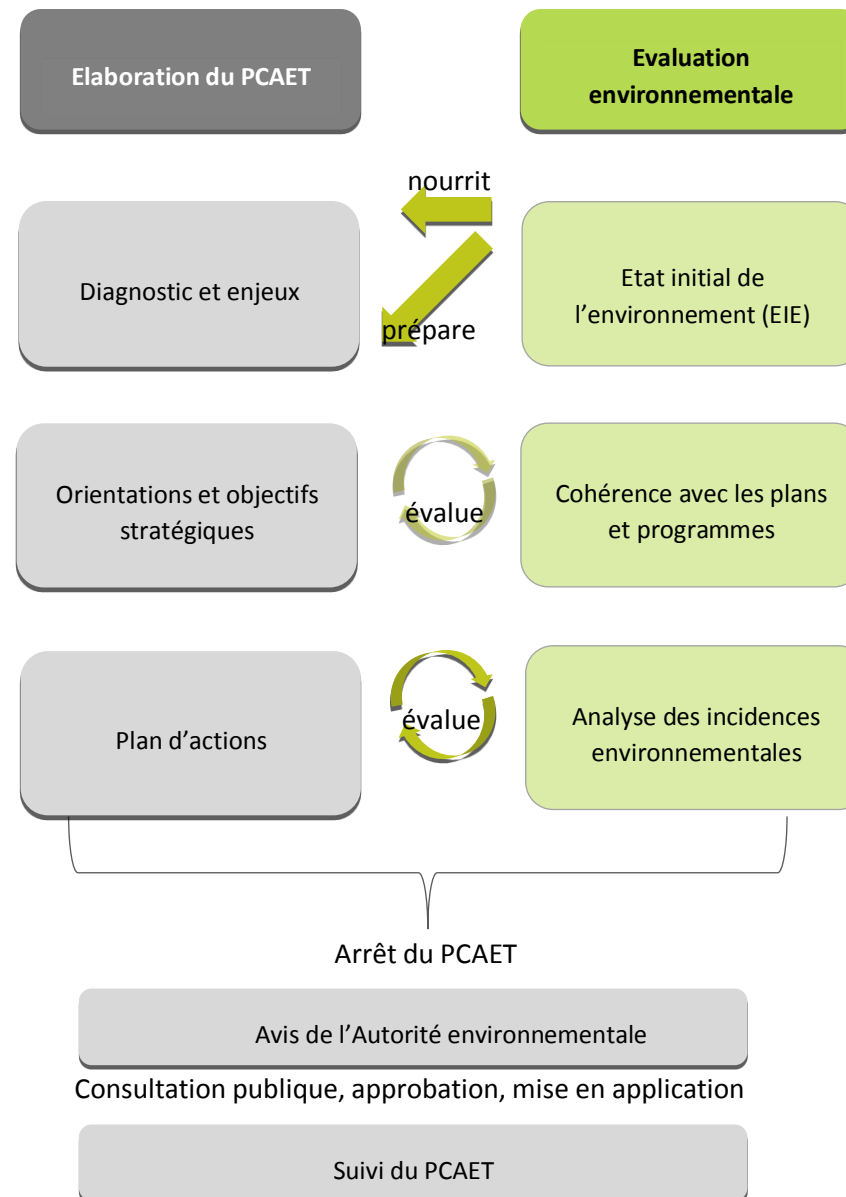 Elaboration du PCAET
Evaluation
environnementale
nourrit
Diagnostic et enjeux
prépare
Etat initial de
l’environnement (EIE)
Orientations et objectifs
stratégiques
évalue
Cohérence avec les plans
et programmes
Plan d’actions
évalue
Analyse des incidences
environnementales
Arrêt du PCAET
Avis de l’Autorité environnementale
Consultation publique, approbation, mise en application
Suivi du PCAET